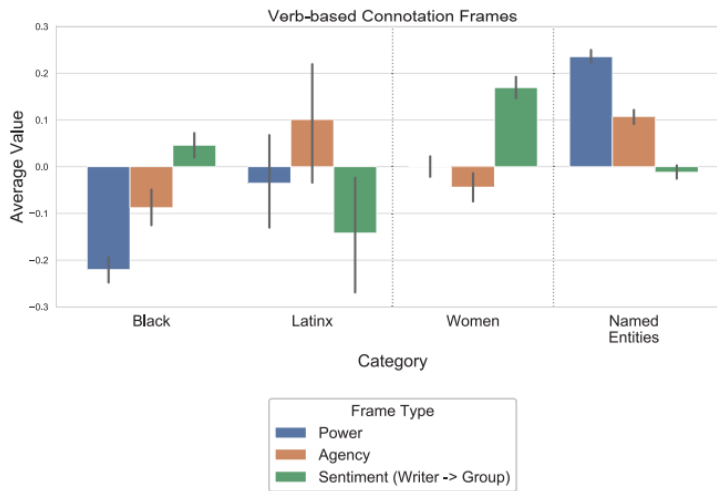 Verb-based Connotation Frames
0.3
0.2
0.1
0.0
−0.1
−0.2
−0.3
Average Value
Black
Latinx
Women
Named
Entities
Category
Frame Type
Power
Agency
Sentiment (Writer -> Group)